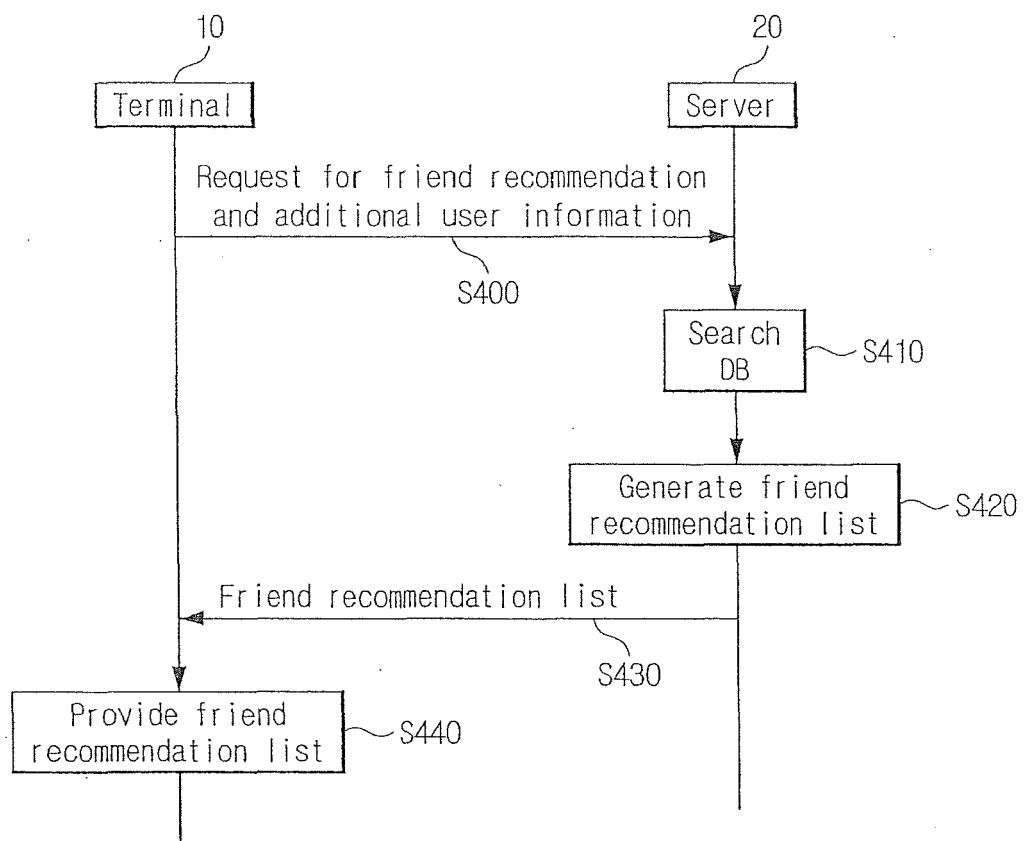 10
20
Terminal
Server
Request for friend recommendation
and additional user information
S400
Search
DB
S410
Generate friend
recommendation list
S420
Friend recommendation list
S430
Provide friend
recommendation list
S440